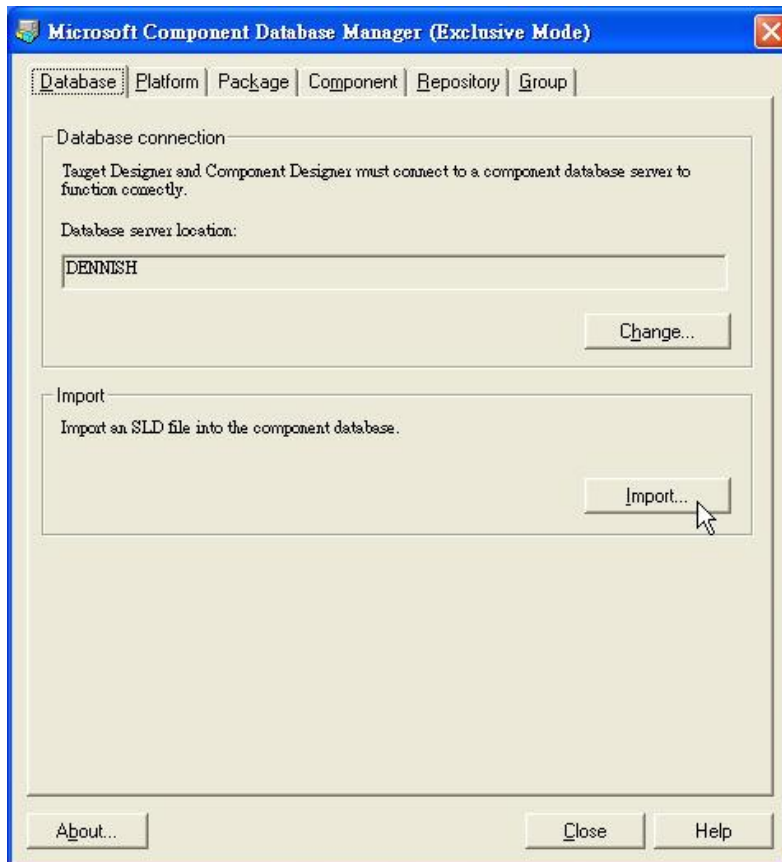 Microsoft Component Database Manager (Exclusive Mode)
Database Platform Package Component Repository Group
Database connection
Target Designer and Component Designer must connect to a component database server to
function correctly.
Database server location:
DENNISH
Change...
Import
Import an SLD file into the component database.
Import...
About... Close Help